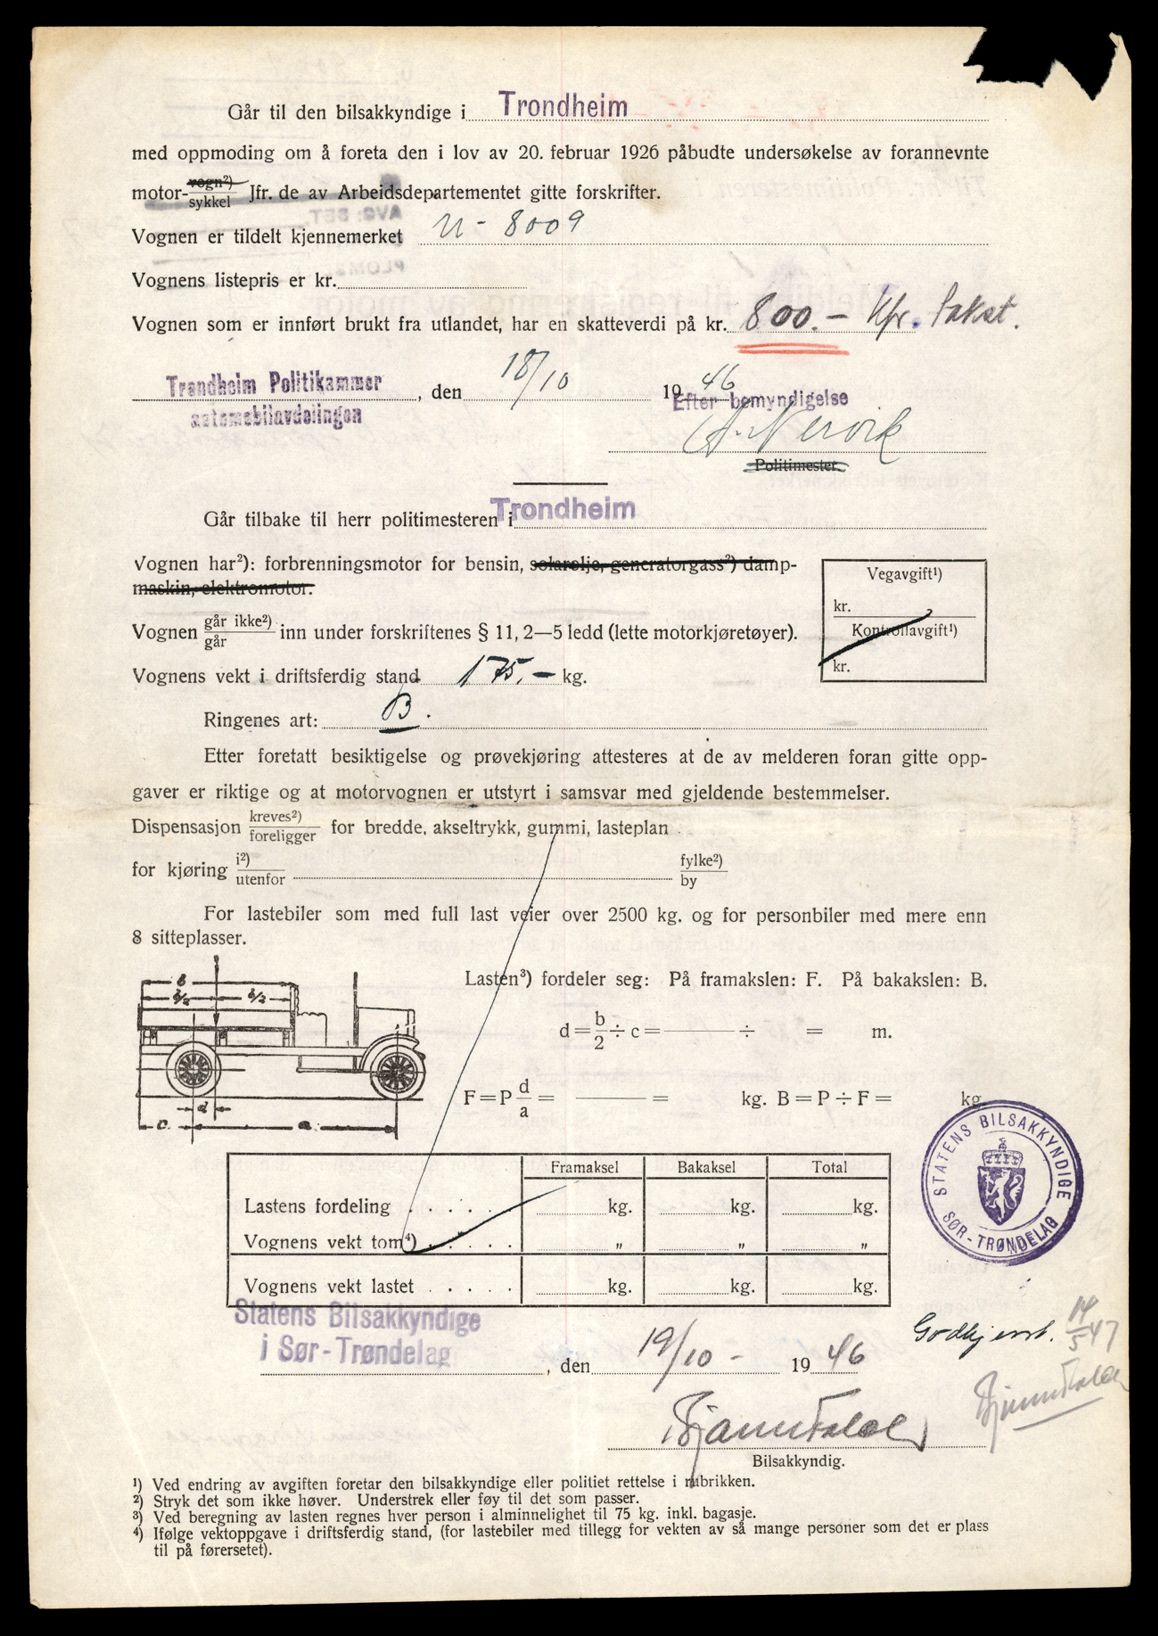 Går til den bilsakkyndige i Trondheim
med oppmoding om å foreta den i lov av 20. februar 1926 påbudte undersøkelse av forannevnte
motor-vogn²)/sykkel Jfr. de av Arbeidsdepartementet gitte forskrifter.
Vognen er tildelt kjennemerket U - 8009
Vognens listepris er kr.
Vognen som er innført brukt fra utlandet, har en skatteverdi på kr. 800.- Ufr. Takst.
Trondheim Politikammer, den 18/10 1946
automobilavdelingen
Efter bemyndigelse
A. Nervik
Politimester
Går tilbake til herr politimesteren i Trondheim
Vognen har²): forbrenningsmotor for bensin, solarolje, generatorgass²) damp-
maskin, elektromotor.
Vegavgift¹)
kr.
Kontrollavgift¹)
kr.
Vognen går ikke²)/går inn under forskriftenes § 11, 2—5 ledd (lette motorkjøretøyer).
Vognens vekt i driftsferdig stand 175.- kg.
Ringenes art: B.
Etter foretatt besiktigelse og prøvekjøring attesteres at de av melderen foran gitte opp-
gaver er riktige og at motorvognen er utstyrt i samsvar med gjeldende bestemmelser.
Dispensasjon kreves²)/foreligger for bredde, akseltrykk, gummi, lasteplan
for kjøring i²)/utenfor fylke²)/by
For lastebiler som med full last veier over 2500 kg. og for personbiler med mere enn
8 sitteplasser.
b
b/2 b/2
c d a
Lasten³) fordeler seg: På framakslen: F. På bakakslen: B.
d = b/2 ÷ c = ——— ÷ = m.
F = P d/a = ——— = kg. B = P ÷ F = kg.
Framaksel Bakaksel Total
Lastens fordeling . . . . . kg. kg. kg.
Vognens vekt tom⁴) . . . . . „ „ „
Vognens vekt lastet . . . . . kg. kg. kg.
STATENS BILSAKKYNDIGE
SØR-TRØNDELAG
Statens Bilsakkyndige
i Sør-Trøndelag, den 19/10 - 1946
Godkjent. 14/5 47
Bilsakkyndig.
¹) Ved endring av avgiften foretar den bilsakkyndige eller politiet rettelse i rubrikken.
²) Stryk det som ikke høver. Understrek eller føy til det som passer.
³) Ved beregning av lasten regnes hver person i alminnelighet til 75 kg. inkl. bagasje.
⁴) Ifølge vektoppgave i driftsferdig stand, (for lastebiler med tillegg for vekten av så mange personer som det er plass
til på førersetet).